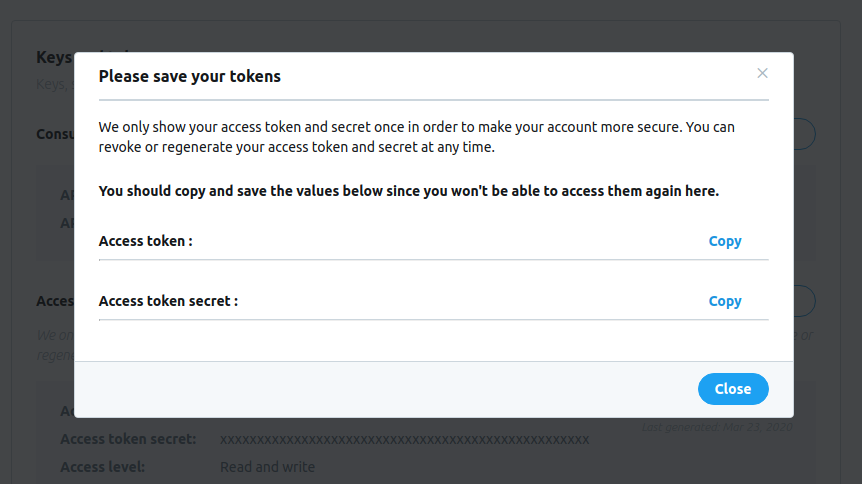 Keys
Keys, s
Please save your tokens
We only show your access token and secret once in order to make your account more secure. You can
revoke or regenerate your access token and secret at any time.
You should copy and save the values below since you won't be able to access them again here.
Consu
AP
AP
Access token : Copy
Access token secret : Copy
Acces
We on
or
regene
Close
Ac
Last generated: Mar 23, 2020
Access token secret: xxxxxxxxxxxxxxxxxxxxxxxxxxxxxxxxxxxxxxxxxxxxxxxxxx
Access level: Read and write